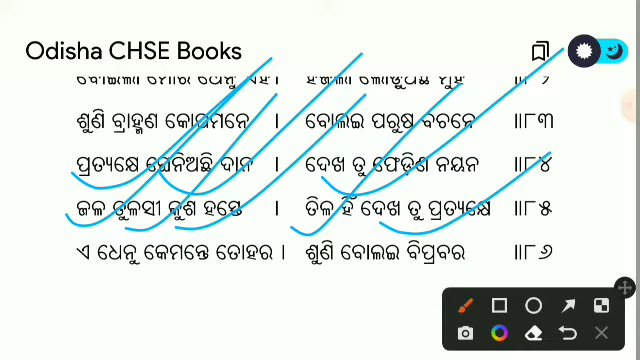 Odisha CHSE Books
ଶୁଣି ବ୍ରାହ୍ମଣ କୋପମନେ । ବୋଲଇ ପରୁଷ ବଚନେ ॥୮୩
ପ୍ରତ୍ୟକ୍ଷେ ଘେନିଅଛି ଦାନ । ଦେଖ ତୁ ଫେଡ଼ିଣ ନୟନ ॥୮୪
ଜଳ ତୁଳସୀ କୁଶ ହସ୍ତେ । ତିଳ ହିଁ ଦେଖ ତୁ ପ୍ରତ୍ୟକ୍ଷେ ॥୮୫
ଏ ଧେନୁ କେମନ୍ତେ ତୋହର । ଶୁଣି ବୋଲଇ ବିପ୍ରବର ॥୮୬